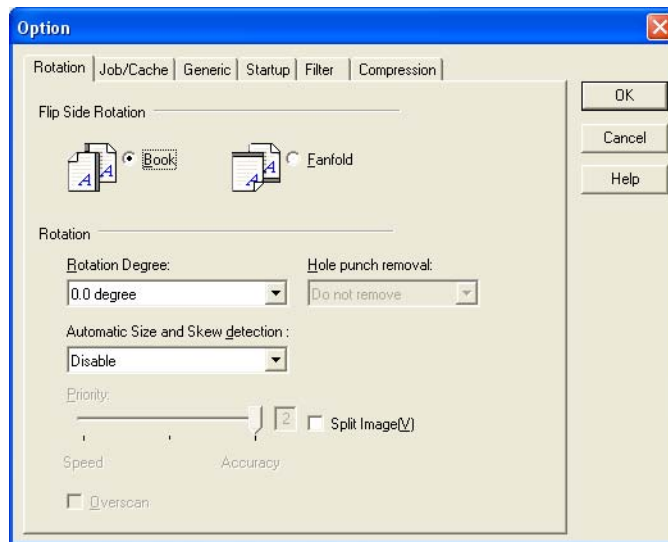 Option
Rotation Job/Cache Generic Startup Filter Compression
OK
Cancel
Help
Flip Side Rotation
A A Book A A Fanfold
Rotation
Rotation Degree: Hole punch removal:
0.0 degree Do not remove
Automatic Size and Skew detection :
Disable
Priority:
2 Split Image(V)
Speed Accuracy
Overscan